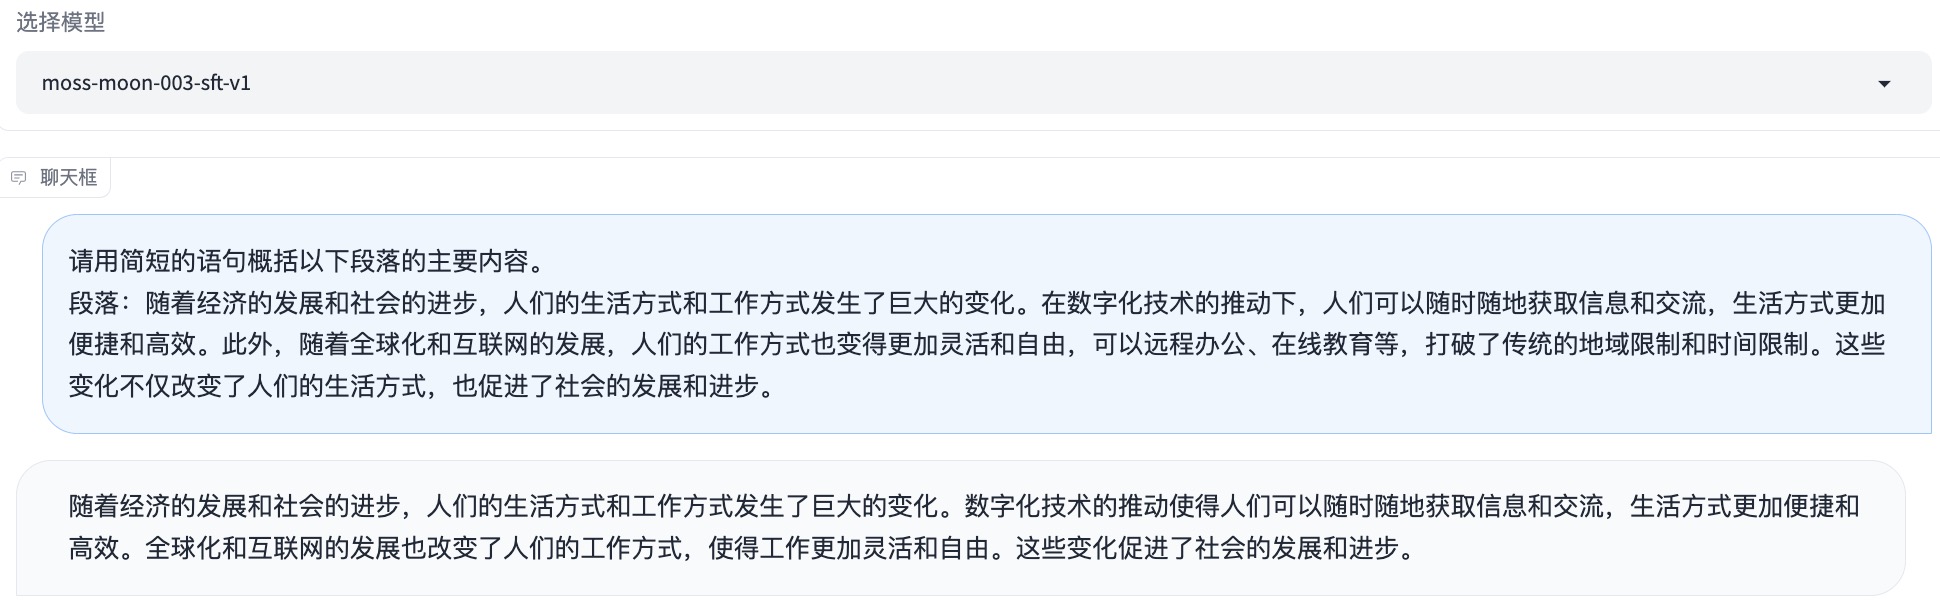 选择模型
moss-moon-003-sft-v1
聊天框
请用简短的语句概括以下段落的主要内容。
段落：随着经济的发展和社会的进步，人们的生活方式和工作方式发生了巨大的变化。在数字化技术的推动下，人们可以随时随地获取信息和交流，生活方式更加
便捷和高效。此外，随着全球化和互联网的发展，人们的工作方式也变得更加灵活和自由，可以远程办公、在线教育等，打破了传统的地域限制和时间限制。这些
变化不仅改变了人们的生活方式，也促进了社会的发展和进步。
随着经济的发展和社会的进步，人们的生活方式和工作方式发生了巨大的变化。数字化技术的推动使得人们可以随时随地获取信息和交流，生活方式更加便捷和
高效。全球化和互联网的发展也改变了人们的工作方式，使得工作更加灵活和自由。这些变化促进了社会的发展和进步。